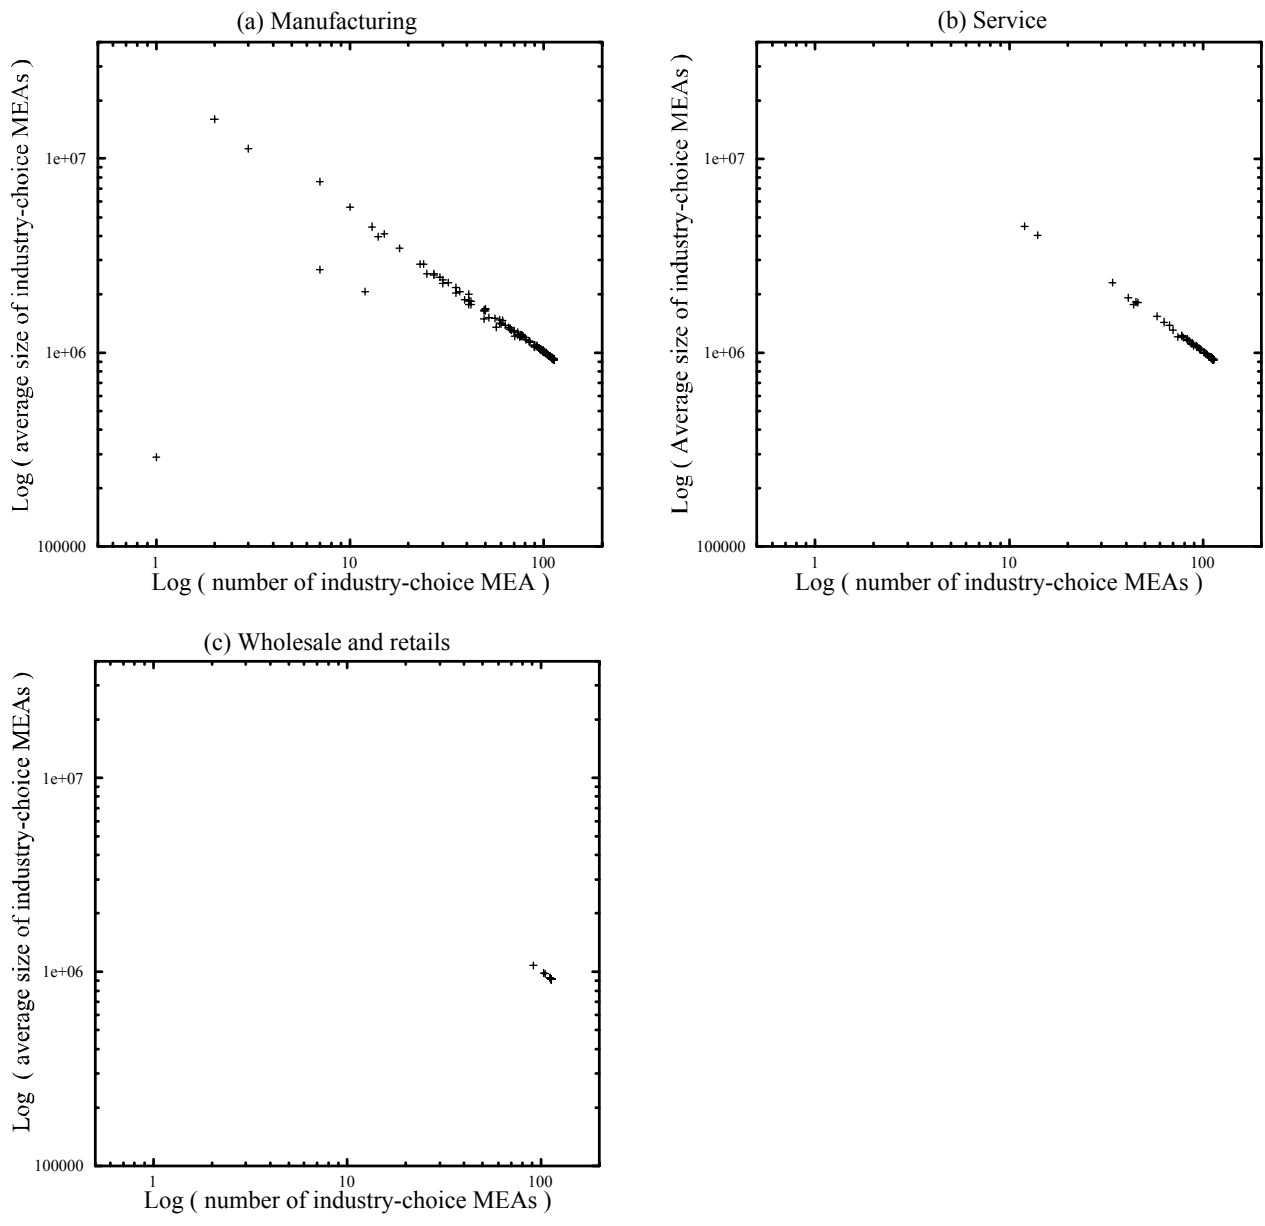 (a) Manufacturing
Log ( average size of industry-choice MEAs )
1e+07
1e+06
100000
1
10
100
Log ( number of industry-choice MEA )
(b) Service
Log ( Average size of industry-choice MEAs )
1e+07
1e+06
100000
1
10
100
Log ( number of industry-choice MEAs )
(c) Wholesale and retails
Log ( average size of industry-choice MEAs )
1e+07
1e+06
100000
1
10
100
Log ( number of industry-choice MEAs )